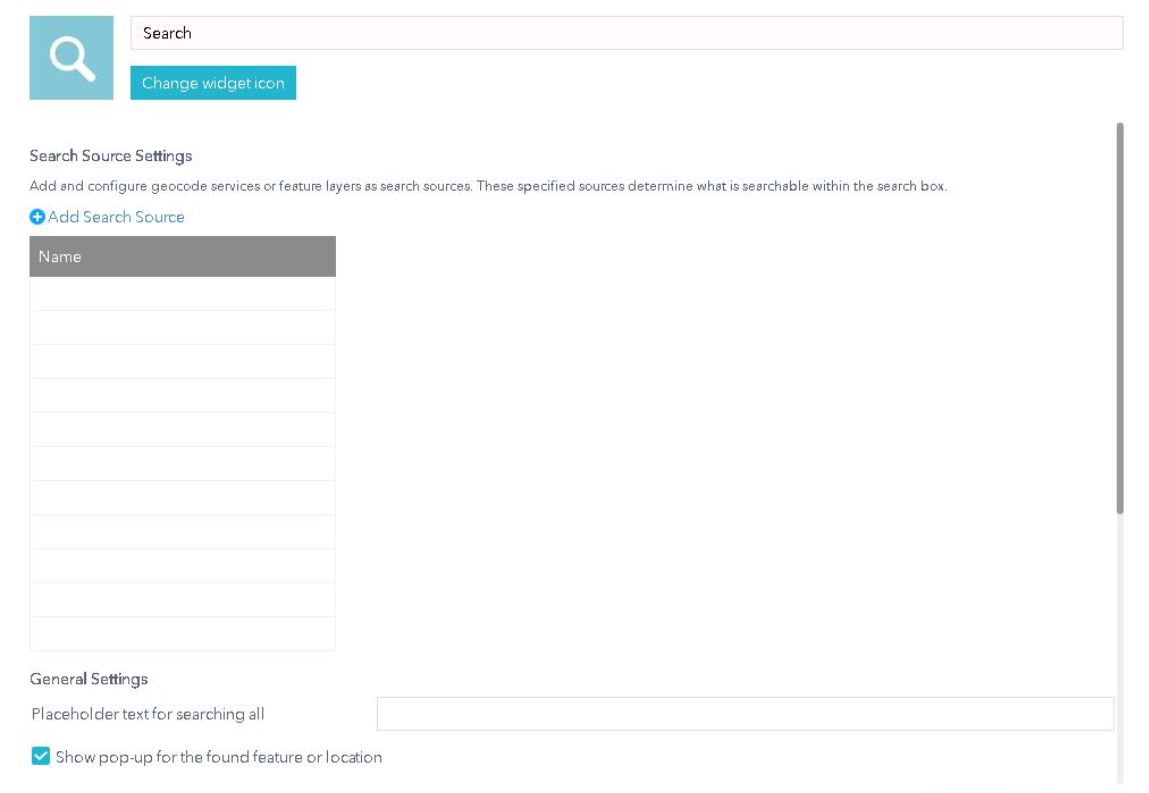 Search
Change widget icon
Search Source Settings
Add and configure geocode services or feature layers as search sources. These specified sources determine what is searchable within the search box.
Add Search Source
Name
General Settings
Placeholder text for searching all
Show pop-up for the found feature or location